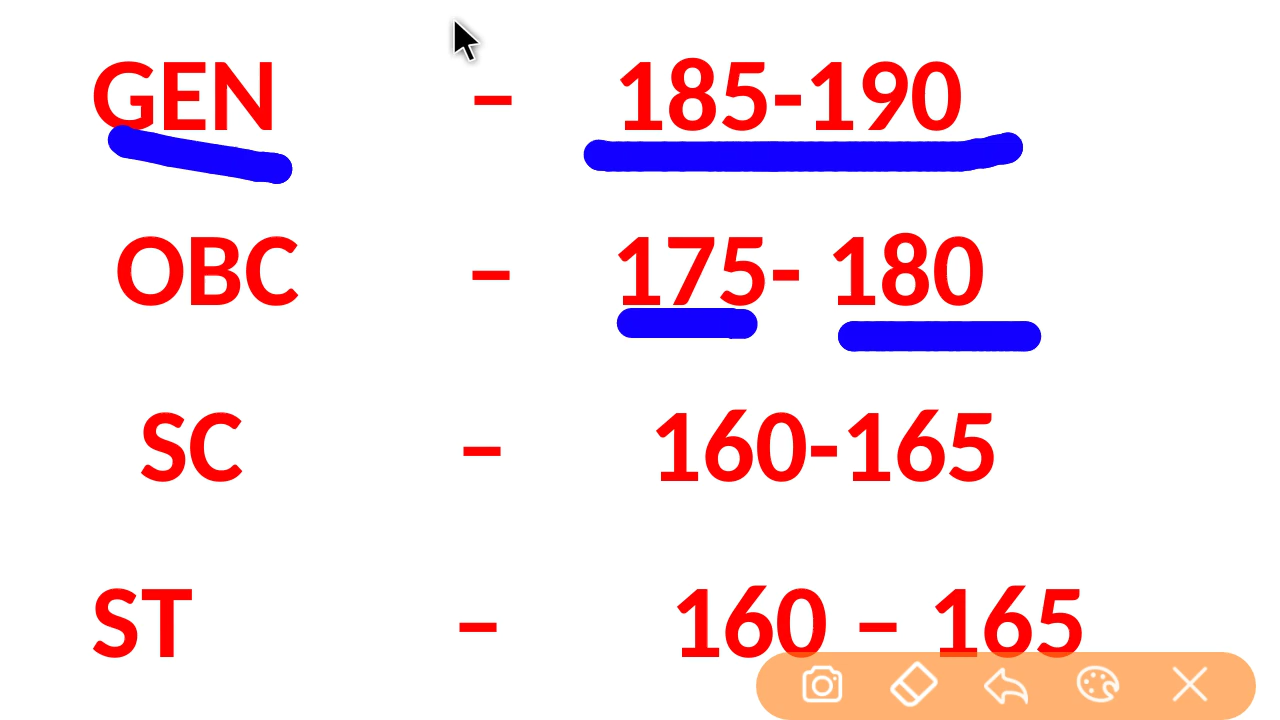 GEN – 185-190
OBC – 175- 180
SC – 160-165
ST – 160 – 165